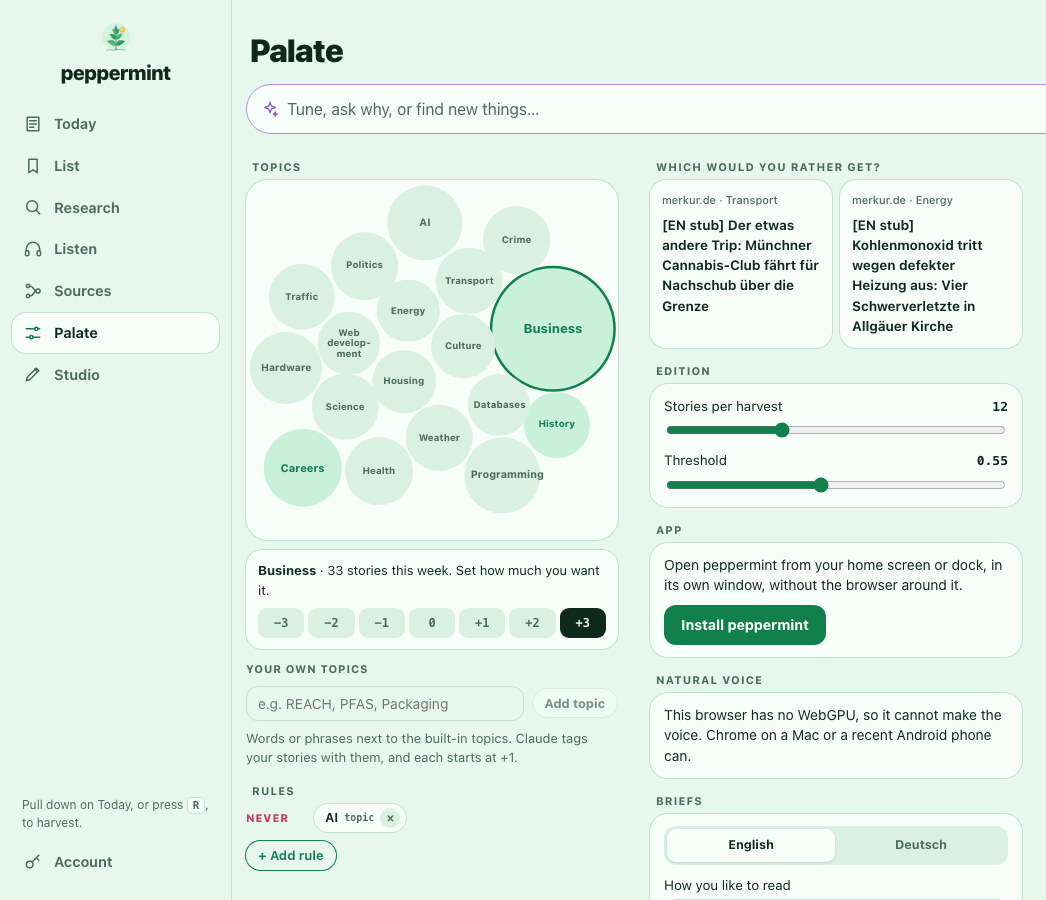 peppermint
Today
List
Research
Listen
Sources
Palate
Studio
Pull down on Today, or press R,
to harvest.
Account
Palate
Tune, ask why, or find new things...
TOPICS
AI
Crime
Politics
Transport
Traffic
Energy
Business
Web
develop-
ment
Culture
Hardware
Housing
Science
Databases
History
Weather
Careers
Health
Programming
Business · 33 stories this week. Set how much you want
it.
−3 −2 −1 0 +1 +2 +3
YOUR OWN TOPICS
e.g. REACH, PFAS, Packaging
Add topic
Words or phrases next to the built-in topics. Claude tags
your stories with them, and each starts at +1.
RULES
NEVER AI topic ×
+ Add rule
WHICH WOULD YOU RATHER GET?
merkur.de · Transport
[EN stub] Der etwas
andere Trip: Münchner
Cannabis-Club fährt für
Nachschub über die
Grenze
merkur.de · Energy
[EN stub]
Kohlenmonoxid tritt
wegen defekter
Heizung aus: Vier
Schwerverletzte in
Allgäuer Kirche
EDITION
Stories per harvest 12
Threshold 0.55
APP
Open peppermint from your home screen or dock, in
its own window, without the browser around it.
Install peppermint
NATURAL VOICE
This browser has no WebGPU, so it cannot make the
voice. Chrome on a Mac or a recent Android phone
can.
BRIEFS
English Deutsch
How you like to read